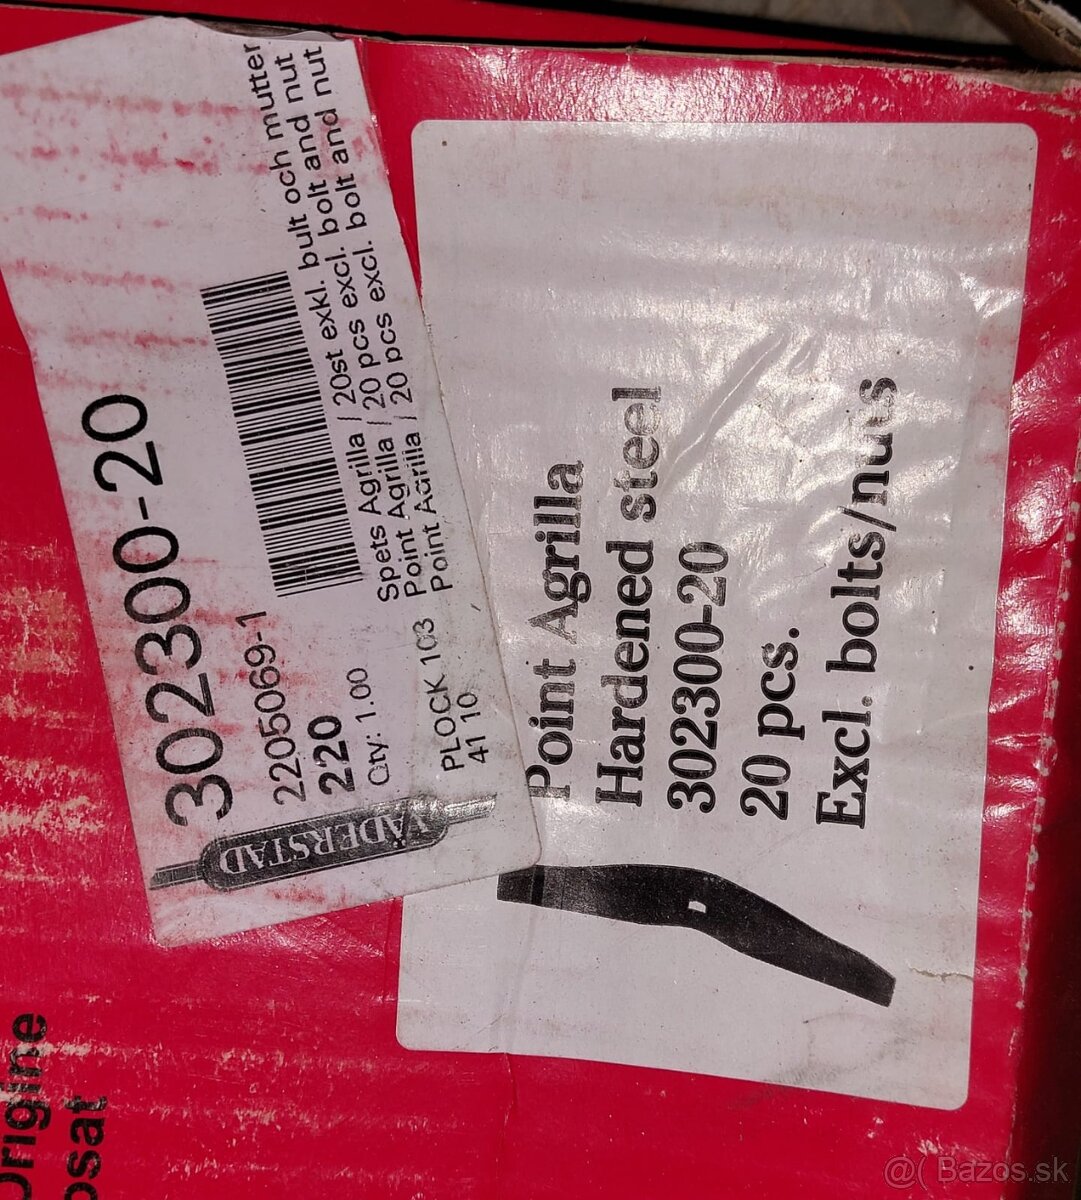 302300-20
2205069-1
220
Qty: 1.00
Spets Agrilla / 20st exkl. bult och mutter
Point Agrilla / 20 pcs excl. bolt and nut
Point Agrilla / 20 pcs excl. bolt and nut
PLOCK 103
41 10
VÄDERSTAD
Point Agrilla
Hardened steel
302300-20
20 pcs.
Excl. bolts/nuts
Origine
@( Bazos.sk